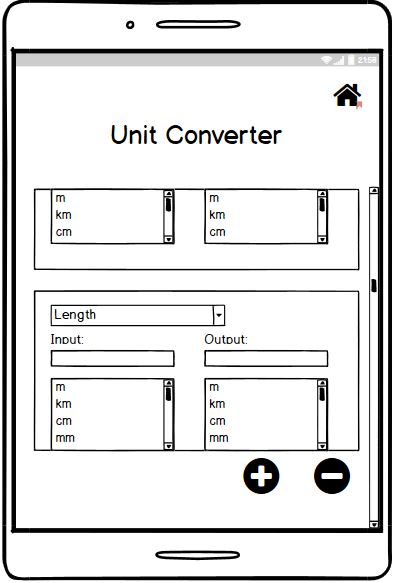 21:58
Unit Converter
m m
km km
cm cm
Length
Input: Output:
m m
km km
cm cm
mm mm